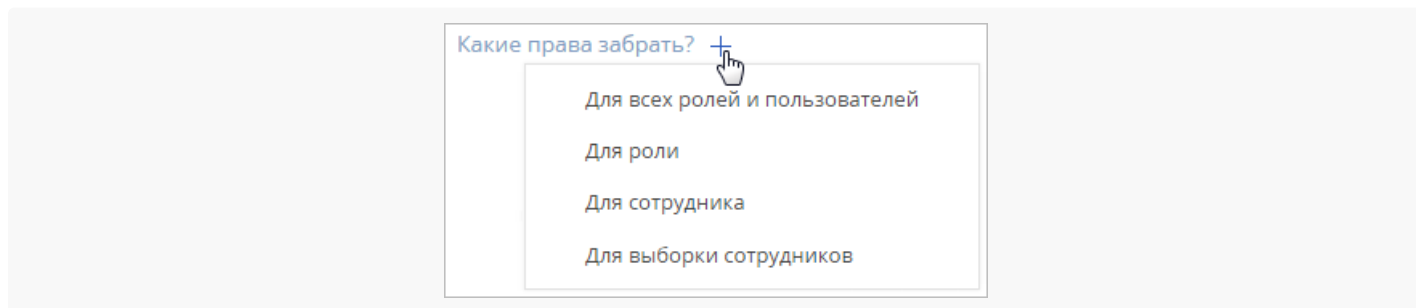 Какие права забрать? +
Для всех ролей и пользователей
Для роли
Для сотрудника
Для выборки сотрудников